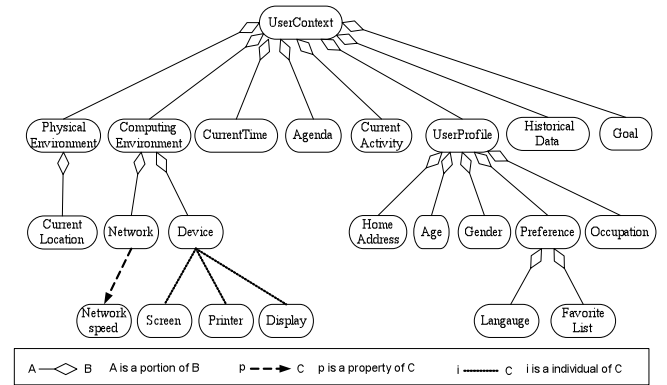 UserContext
Physical
Environment
Computing
Environment
CurrentTime
Agenda
Current
Activity
UserProfile
Historical
Data
Goal
Current
Location
Network
Device
Home
Address
Age
Gender
Preference
Occupation
Network
speed
Screen
Printer
Display
Langauge
Favorite
List
A B A is a portion of B p C p is a property of C i C i is a individual of C